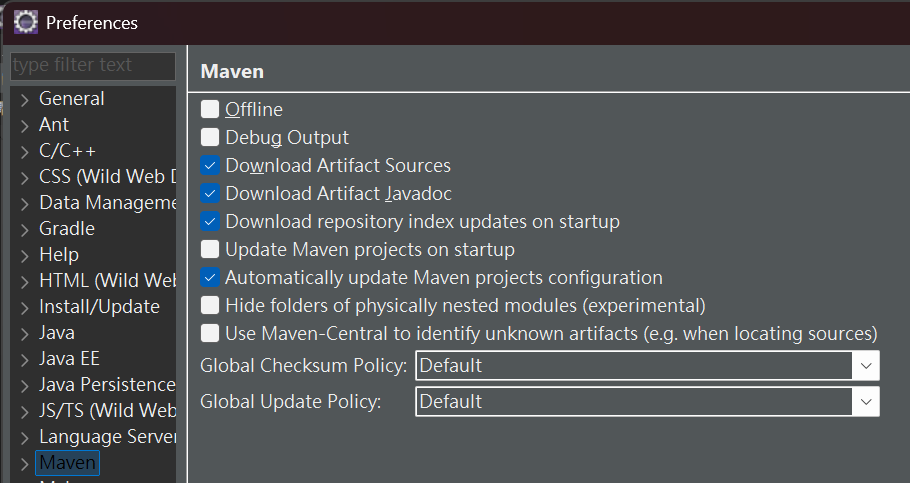 Preferences
type filter text
General
Ant
C/C++
CSS (Wild Web D
Data Manageme
Gradle
Help
HTML (Wild Web
Install/Update
Java
Java EE
Java Persistence
JS/TS (Wild Web
Language Server
Maven
Maven
Offline
Debug Output
Download Artifact Sources
Download Artifact Javadoc
Download repository index updates on startup
Update Maven projects on startup
Automatically update Maven projects configuration
Hide folders of physically nested modules (experimental)
Use Maven-Central to identify unknown artifacts (e.g. when locating sources)
Global Checksum Policy: Default
Global Update Policy: Default